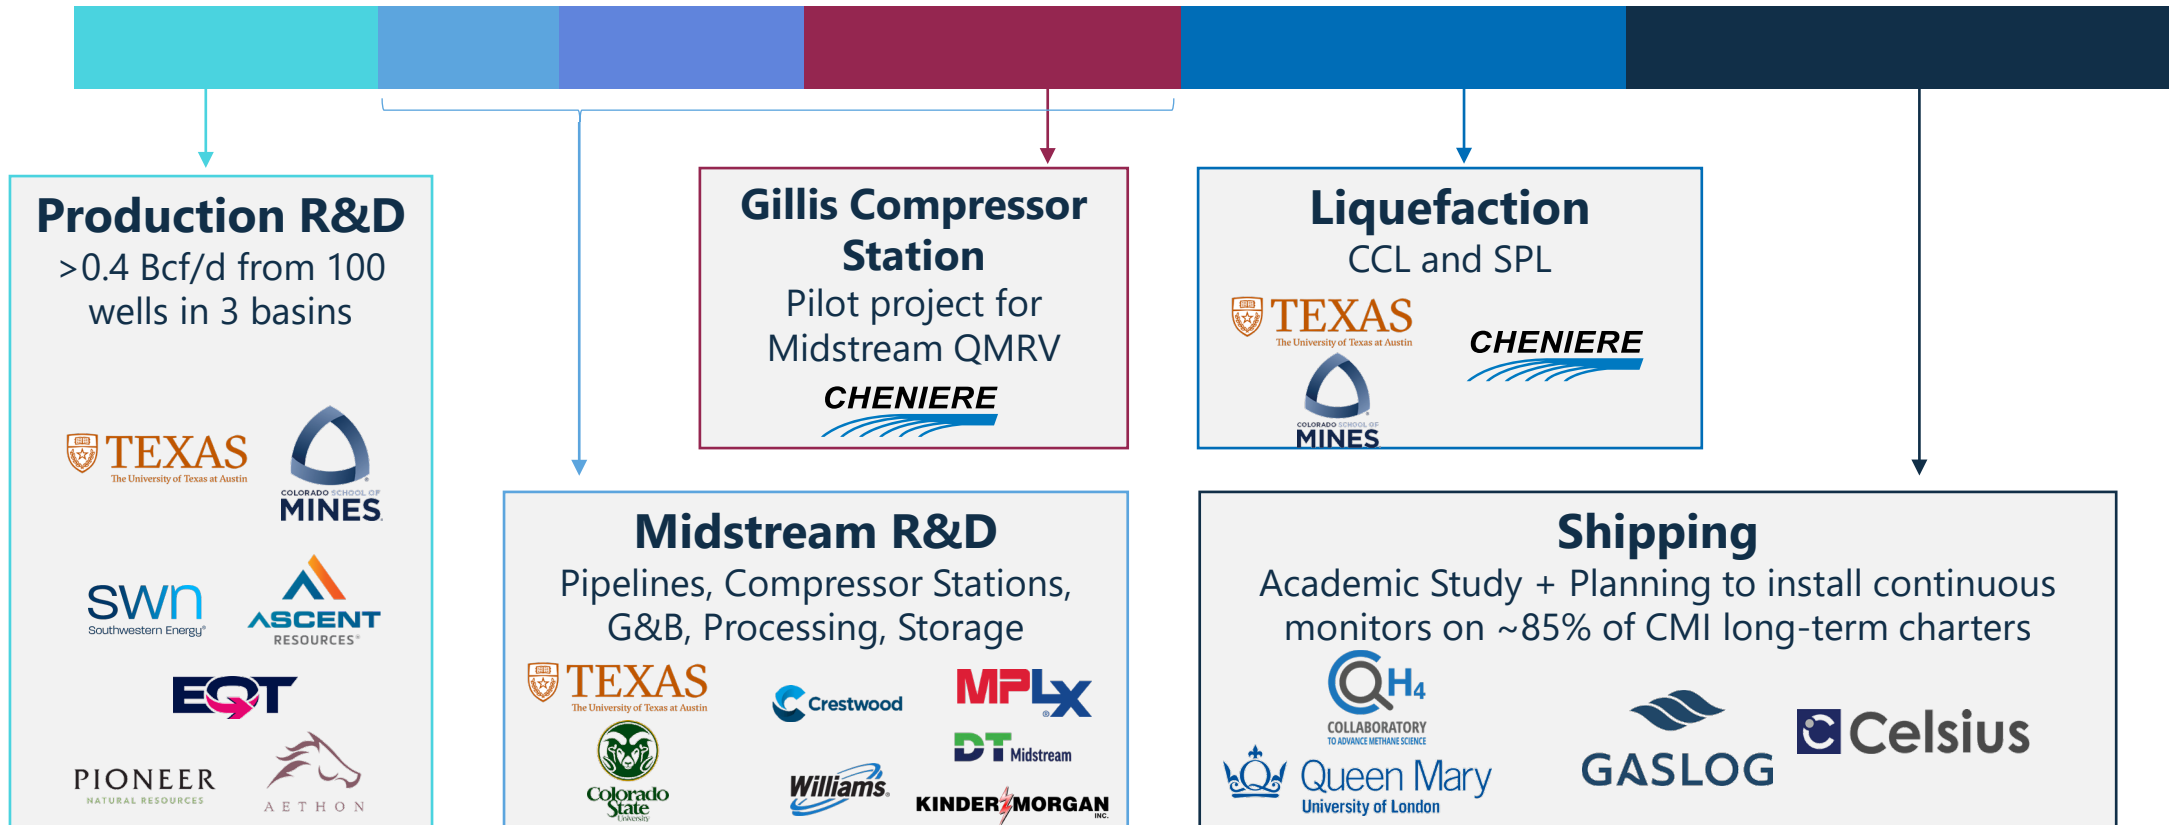 Production R&D
>0.4 Bcf/d from 100
wells in 3 basins
TEXAS
The University of Texas at Austin
COLORADO SCHOOL OF
MINES
swn
Southwestern Energy®
ASCENT
RESOURCES®
EQT
PIONEER
NATURAL RESOURCES
AETHON
Gillis Compressor
Station
Pilot project for
Midstream QMRV
CHENIERE
Liquefaction
CCL and SPL
TEXAS
The University of Texas at Austin
COLORADO SCHOOL OF
MINES
CHENIERE
Midstream R&D
Pipelines, Compressor Stations,
G&B, Processing, Storage
TEXAS
The University of Texas at Austin
Crestwood
MPLX
Colorado
State
University
DT Midstream
Williams
KINDER MORGAN
INC.
Shipping
Academic Study + Planning to install continuous
monitors on ~85% of CMI long-term charters
CH4
COLLABORATORY
TO ADVANCE METHANE SCIENCE
GASLOG
Celsius
Queen Mary
University of London